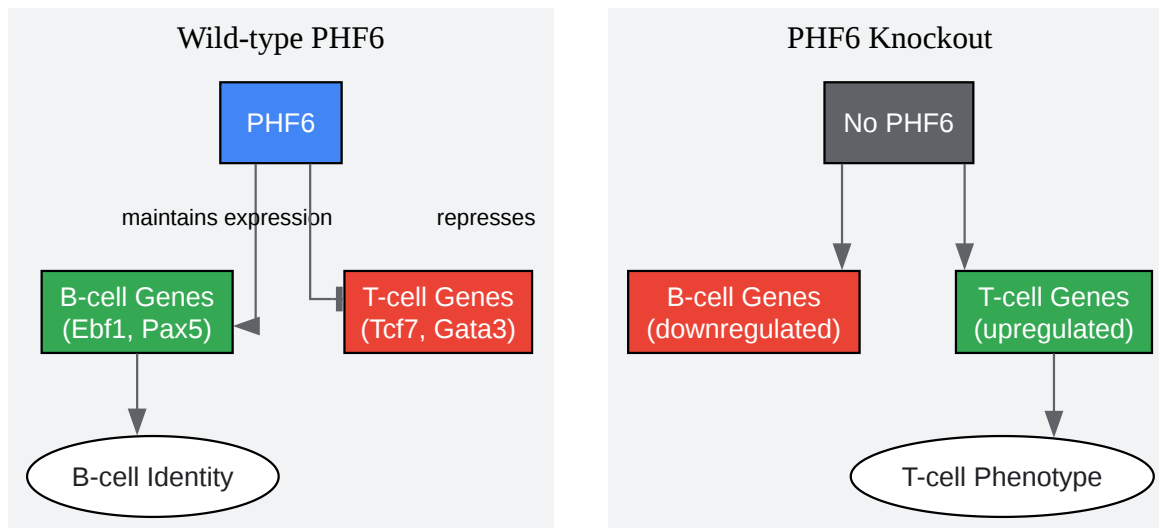 Wild-type PHF6
PHF6
maintains expression
represses
B-cell Genes
(Ebf1, Pax5)
T-cell Genes
(Tcf7, Gata3)
B-cell Identity
PHF6 Knockout
No PHF6
B-cell Genes
(downregulated)
T-cell Genes
(upregulated)
T-cell Phenotype